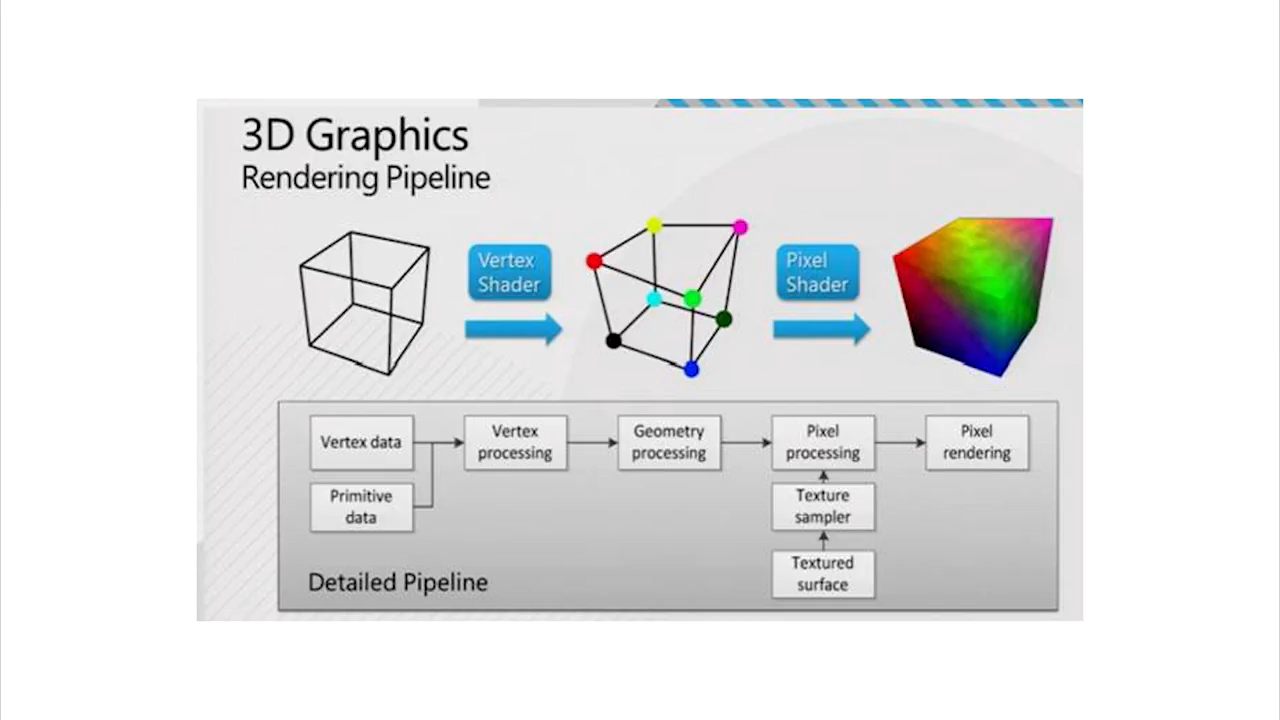 3D Graphics
Rendering Pipeline
Vertex
Shader
Pixel
Shader
Vertex data
Vertex
processing
Geometry
processing
Pixel
processing
Pixel
rendering
Primitive
data
Texture
sampler
Textured
surface
Detailed Pipeline